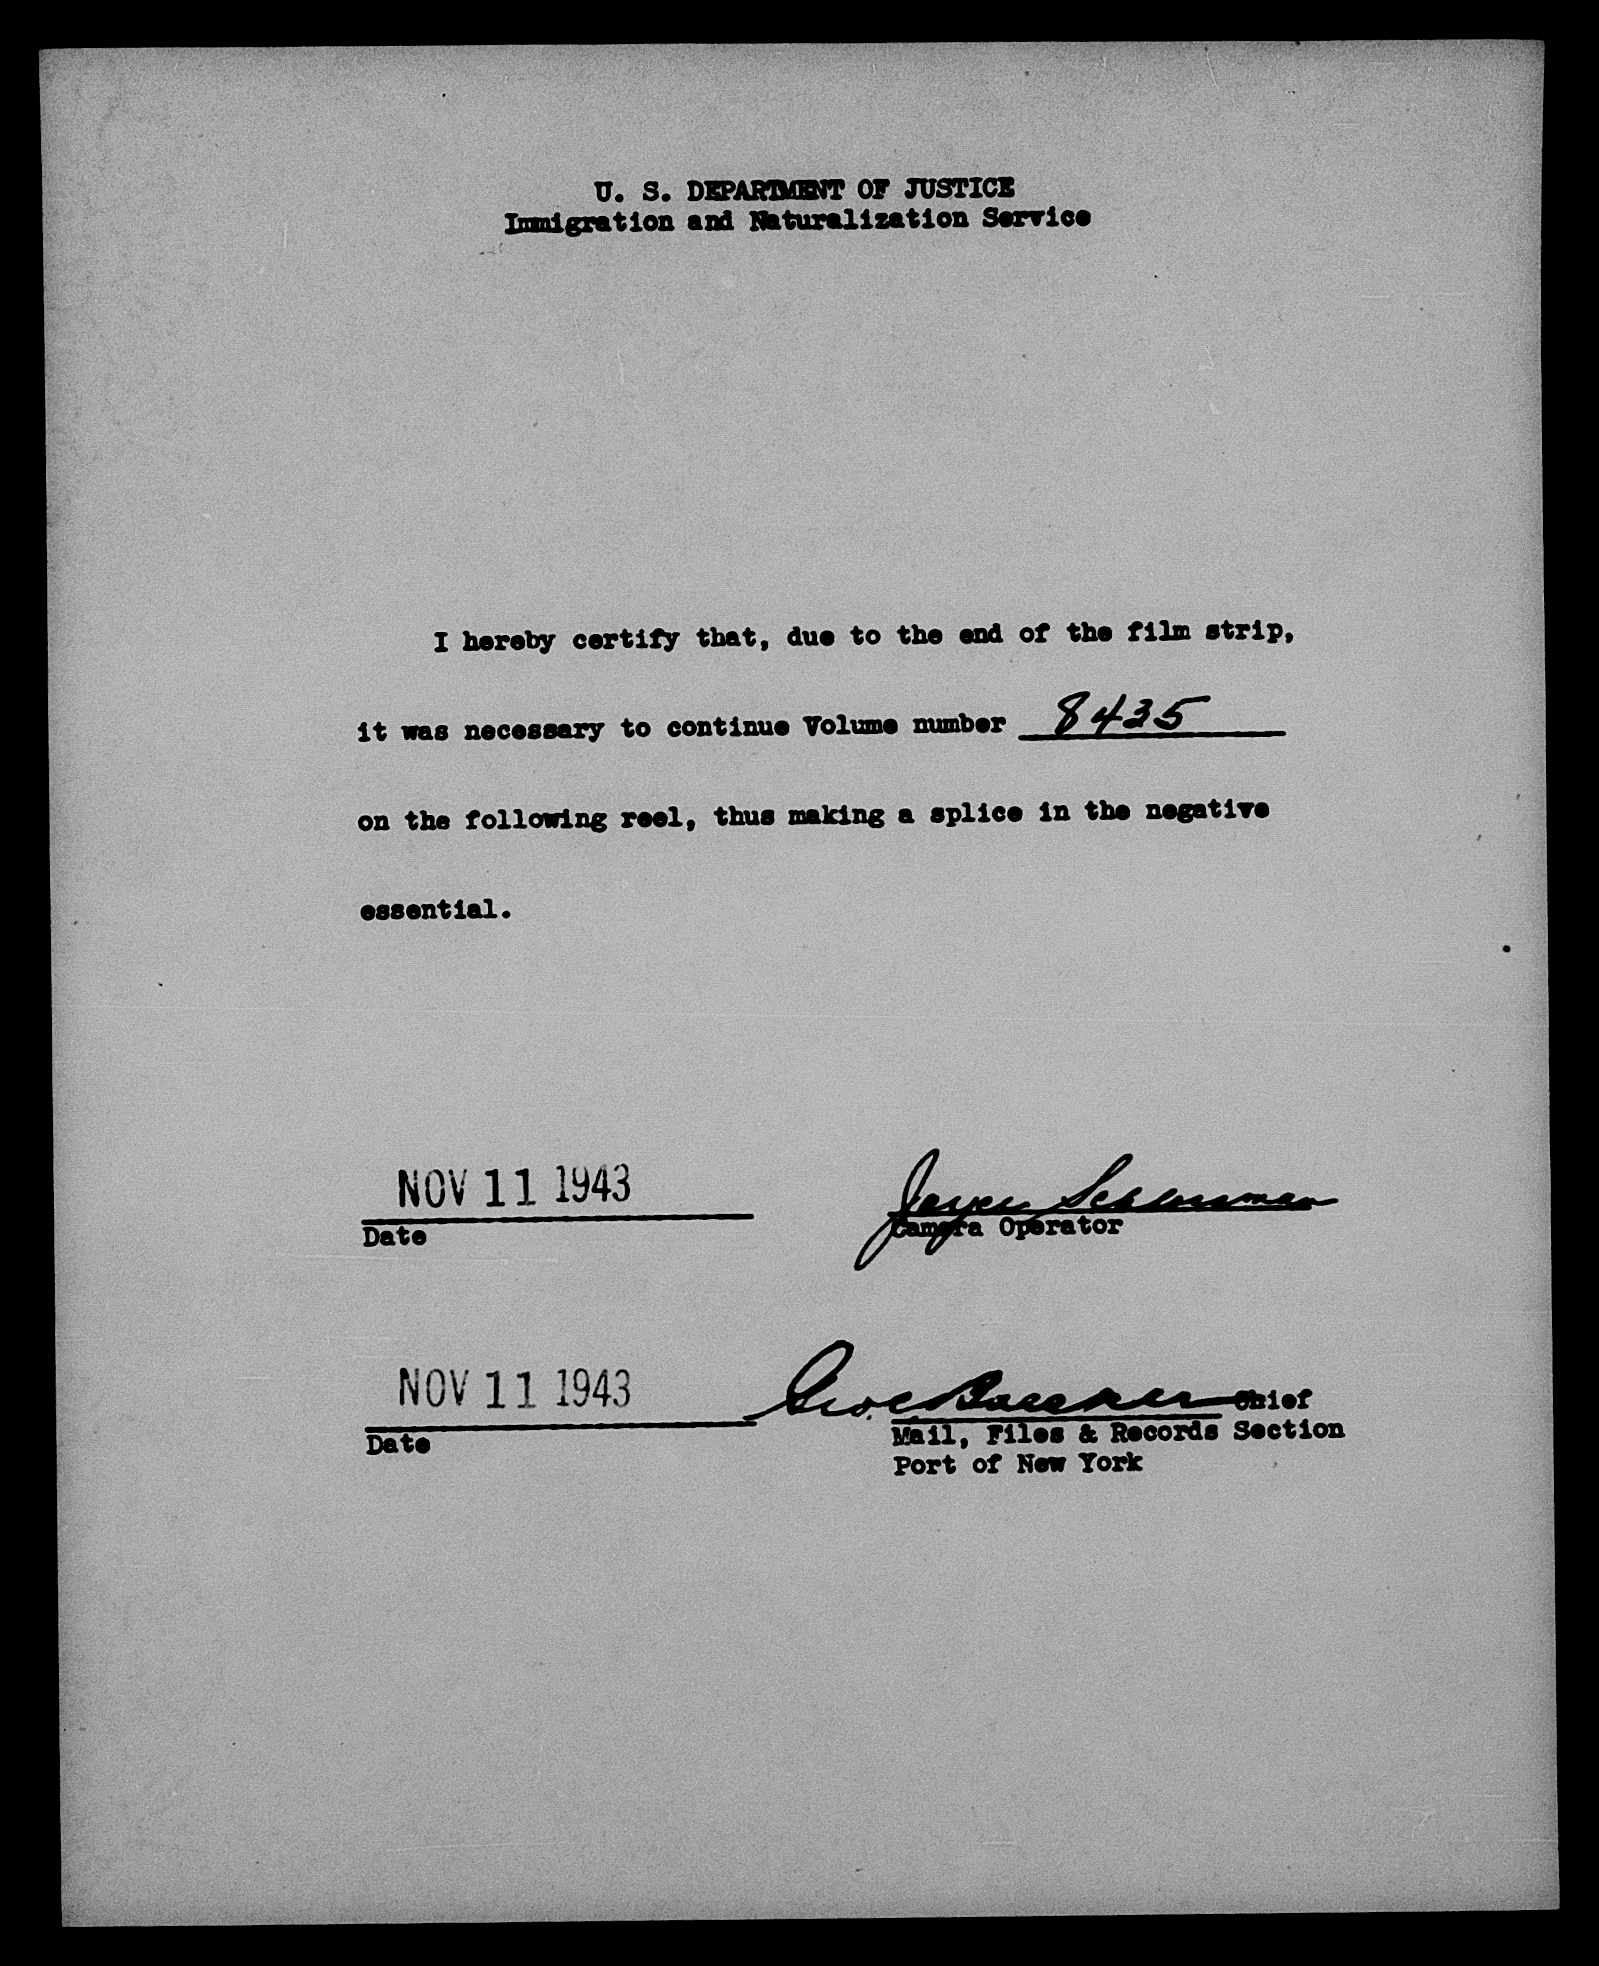 U. S. DEPARTMENT OF JUSTICE
Immigration and Naturalization Service
I hereby certify that, due to the end of the film strip,
it was necessary to continue Volume number 8435
on the following reel, thus making a splice in the negative
essential.
NOV 11 1943
Date
Camera Operator
NOV 11 1943
Date
Geo. Chief
Mail, Files & Records Section
Port of New York